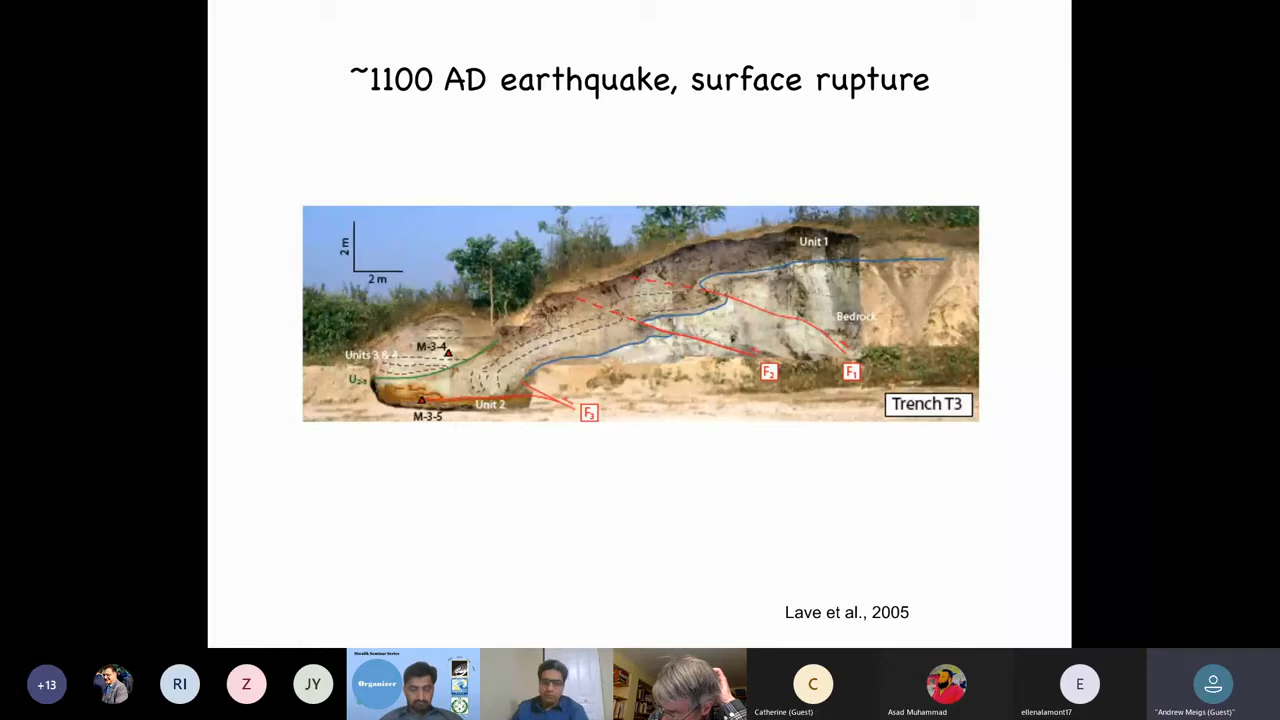 ~1100 AD earthquake, surface rupture
2 m
2 m
Unit 1
Bedrock
M-3-4
Units 3 & 4
U₂₋₃
M-3-5
Unit 2
F₃
F₂
F₁
Trench T3
Lave et al., 2005
+13
RI
Z
JY
Organizer
C
Catherine (Guest)
Asad Muhammad
E
ellenalamont17
"Andrew Meigs (Guest)"